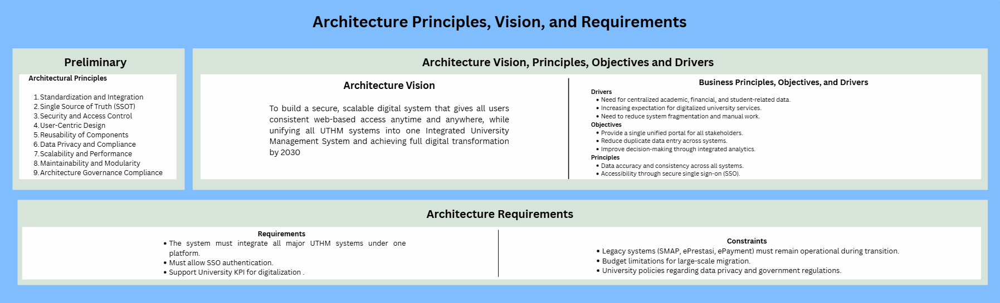 Architecture Principles, Vision, and Requirements
Preliminary
Architectural Principles
1. Standardization and Integration
2. Single Source of Truth (SSOT)
3. Security and Access Control
4. User-Centric Design
5. Reusability of Components
6. Data Privacy and Compliance
7. Scalability and Performance
8. Maintainability and Modularity
9. Architecture Governance Compliance
Architecture Vision, Principles, Objectives and Drivers
Architecture Vision
To build a secure, scalable digital system that gives all users
consistent web-based access anytime and anywhere, while
unifying all UTHM systems into one Integrated University
Management System and achieving full digital transformation
by 2030
Business Principles, Objectives, and Drivers
Drivers
• Need for centralized academic, financial, and student-related data.
• Increasing expectation for digitalized university services.
• Need to reduce system fragmentation and manual work.
Objectives
• Provide a single unified portal for all stakeholders.
• Reduce duplicate data entry across systems.
• Improve decision-making through integrated analytics.
Principles
• Data accuracy and consistency across all systems.
• Accessibility through secure single sign-on (SSO).
Architecture Requirements
Requirements
• The system must integrate all major UTHM systems under one
platform.
• Must allow SSO authentication.
• Support University KPI for digitalization .
Constraints
• Legacy systems (SMAP, ePrestasi, ePayment) must remain operational during transition.
• Budget limitations for large-scale migration.
• University policies regarding data privacy and government regulations.